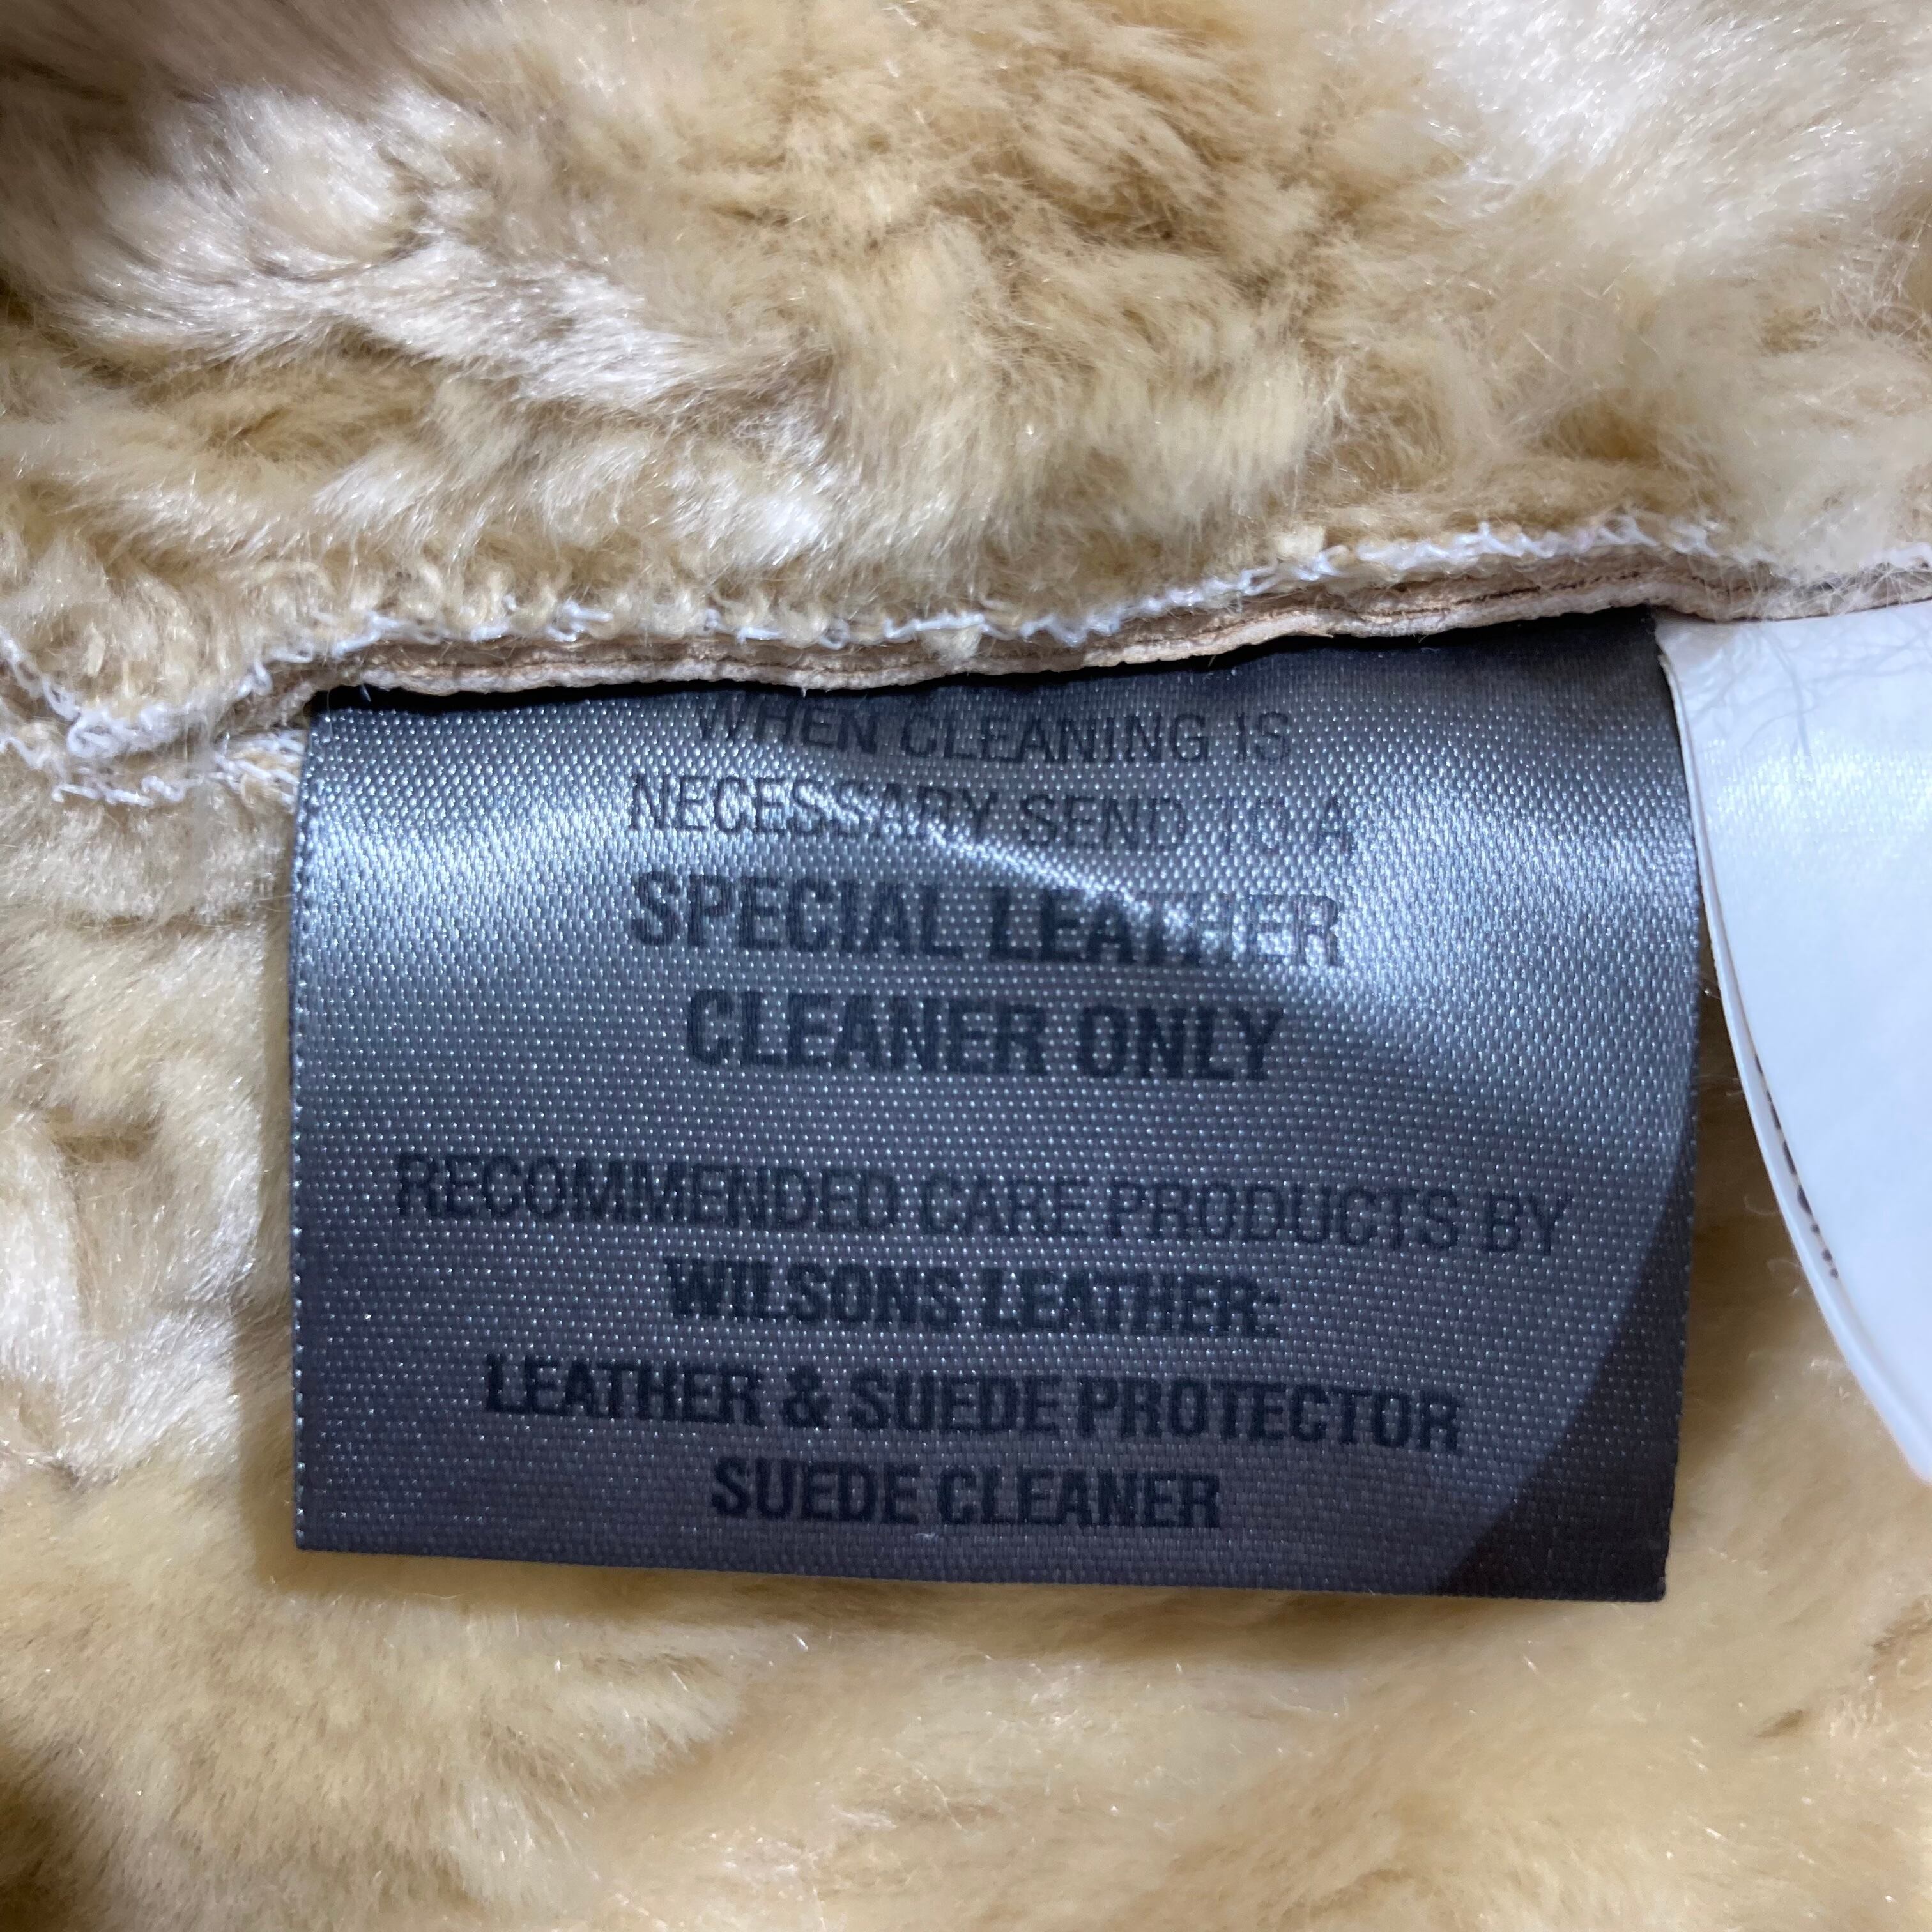 WHEN CLEANING IS
NECESSARY SEND TO A
SPECIAL LEATHER
CLEANER ONLY
RECOMMENDED CARE PRODUCTS BY
WILSONS LEATHER:
LEATHER & SUEDE PROTECTOR
SUEDE CLEANER